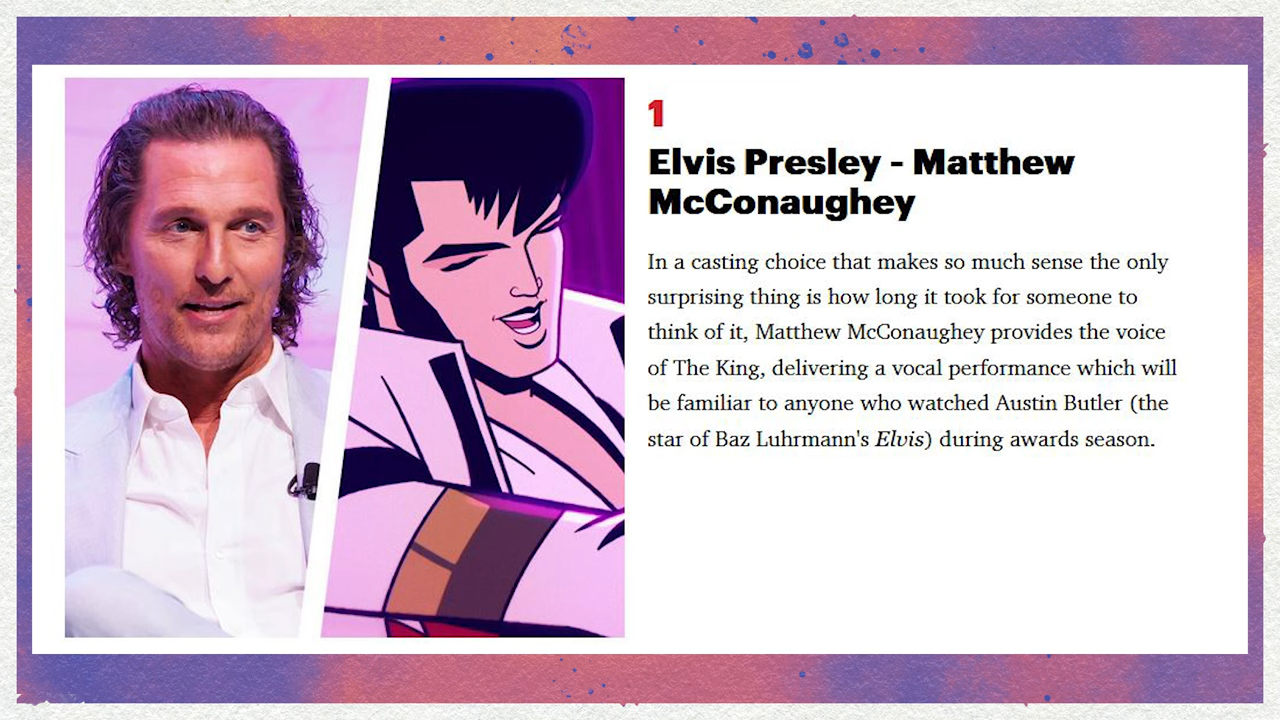 1
Elvis Presley - Matthew
McConaughey
In a casting choice that makes so much sense the only
surprising thing is how long it took for someone to
think of it, Matthew McConaughey provides the voice
of The King, delivering a vocal performance which will
be familiar to anyone who watched Austin Butler (the
star of Baz Luhrmann's Elvis) during awards season.